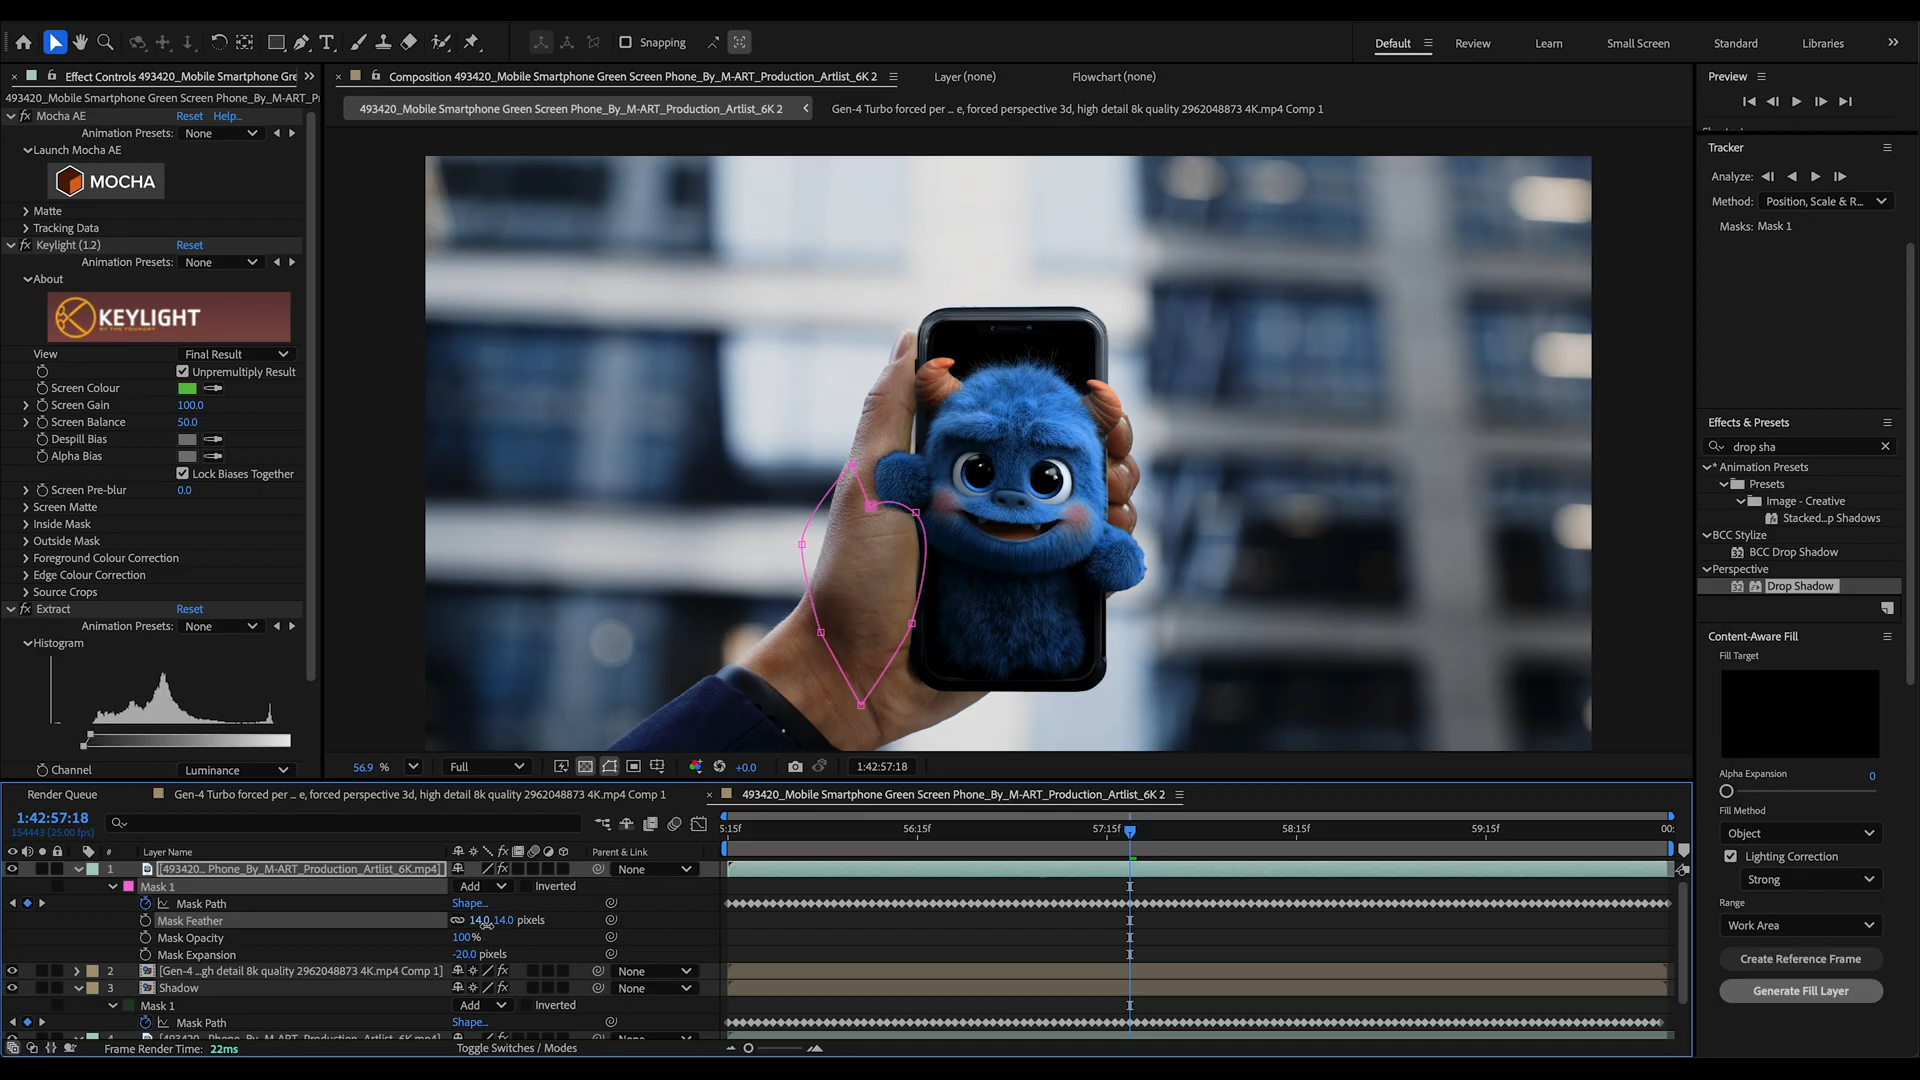 Snapping
Default
Review
Learn
Small Screen
Standard
Libraries
Effect Controls 493420_Mobile Smartphone Gre
Composition 493420_Mobile Smartphone Green Screen Phone_By_M-ART_Production_Artlist_6K 2
Layer (none)
Flowchart (none)
Preview
493420_Mobile Smartphone Green Screen Phone_By_M-ART_P
493420_Mobile Smartphone Green Screen Phone_By_M-ART_Production_Artlist_6K 2
Gen-4 Turbo forced per ... e, forced perspective 3d, high detail 8k quality 2962048873 4K.mp4 Comp 1
Mocha AE
Reset
Help...
Animation Presets:
None
Launch Mocha AE
MOCHA
Matte
Tracking Data
Keylight (1.2)
Reset
Animation Presets:
None
About
KEYLIGHT
BY THE FOUNDRY
View
Final Result
Unpremultiply Result
Screen Colour
Screen Gain
100.0
Screen Balance
50.0
Despill Bias
Alpha Bias
Lock Biases Together
Screen Pre-blur
0.0
Screen Matte
Inside Mask
Outside Mask
Foreground Colour Correction
Edge Colour Correction
Source Crops
Extract
Reset
Animation Presets:
None
Histogram
Channel
Luminance
Tracker
Analyze:
Method:
Position, Scale & R...
Masks: Mask 1
Effects & Presets
drop sha
* Animation Presets
Presets
Image - Creative
Stacked...p Shadows
BCC Stylize
BCC Drop Shadow
Perspective
32
Drop Shadow
Content-Aware Fill
Fill Target
Alpha Expansion
0
Fill Method
Object
Lighting Correction
Strong
Range
Work Area
Create Reference Frame
Generate Fill Layer
56.9 %
Full
+0.0
1:42:57:18
Render Queue
Gen-4 Turbo forced per ... e, forced perspective 3d, high detail 8k quality 2962048873 4K.mp4 Comp 1
493420_Mobile Smartphone Green Screen Phone_By_M-ART_Production_Artlist_6K 2
1:42:57:18
154443 (25.00 fps)
5:15f
56:15f
57:15f
58:15f
59:15f
00:
#
Layer Name
fx
Parent & Link
1
[493420... Phone_By_M-ART_Production_Artlist_6K.mp4]
None
Mask 1
Add
Inverted
Mask Path
Shape...
Mask Feather
14.0, 14.0 pixels
Mask Opacity
100%
Mask Expansion
-20.0 pixels
2
[Gen-4 ...gh detail 8k quality 2962048873 4K.mp4 Comp 1]
None
3
Shadow
None
Mask 1
Add
Inverted
Mask Path
Shape...
Frame Render Time: 22ms
Toggle Switches / Modes